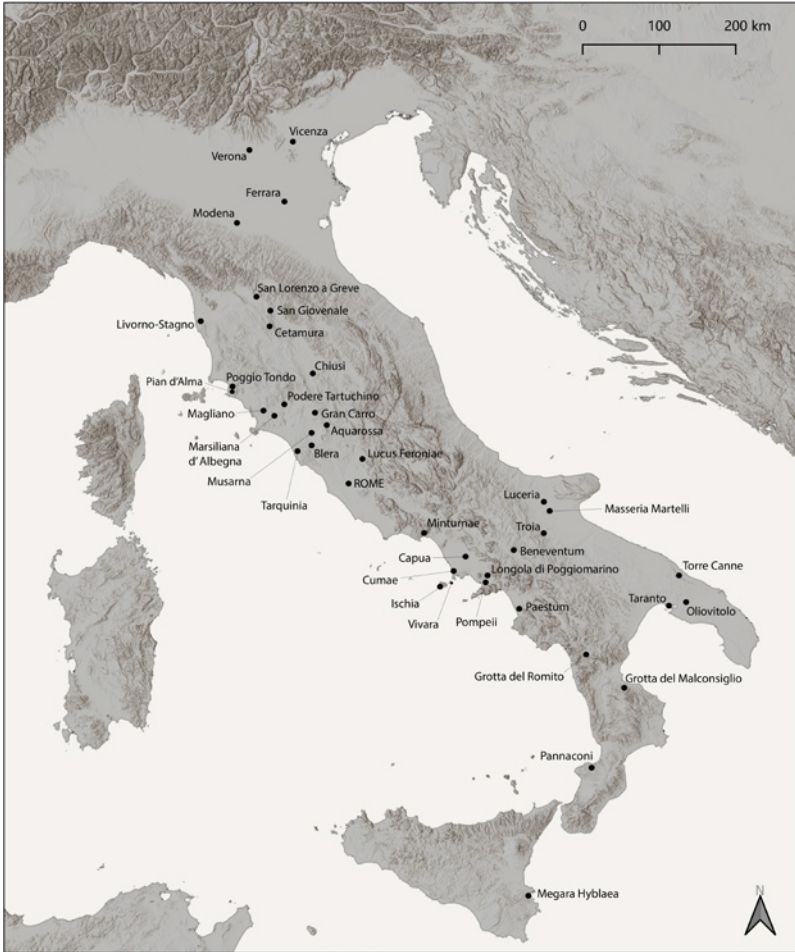 0 100 200 km
Vicenza
Verona
Ferrara
Modena
San Lorenzo a Greve
San Giovenale
Livorno-Stagno
Cetamura
Chiusi
Poggio Tondo
Pian d'Alma
Podere Tartuchino
Magliano
Gran Carro
Aquarossa
Marsiliana
d' Albegna
Blera
Lucus Feroniae
Musarna
ROME
Tarquinia
Luceria
Masseria Martelli
Minturnae
Troia
Beneventum
Capua
Longola di Poggiomarino
Torre Canne
Cumae
Ischia
Taranto
Oliovitolo
Vivara
Pompeii
Paestum
Grotta del Romito
Grotta del Malconsiglio
Pannaconi
Megara Hyblaea
N